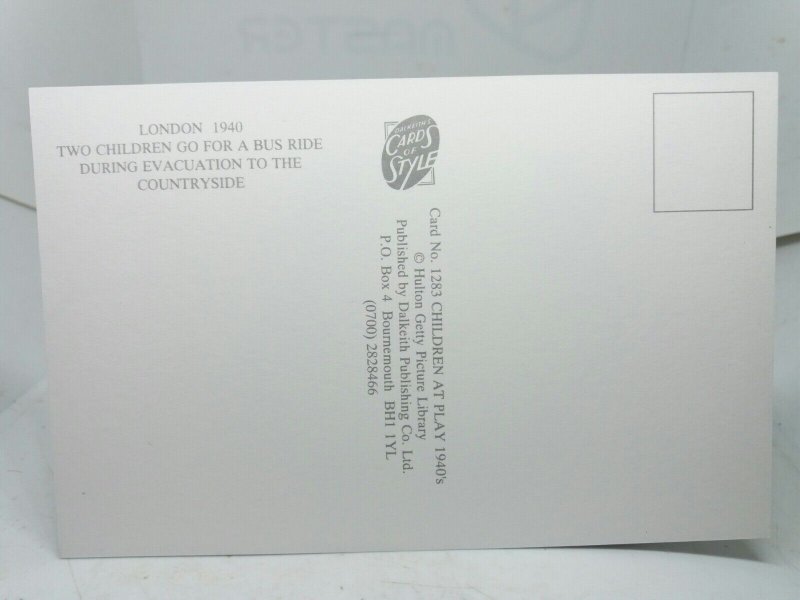 LONDON 1940
TWO CHILDREN GO FOR A BUS RIDE
DURING EVACUATION TO THE
COUNTRYSIDE
DALKEITH'S
CARDS
OF
STYLE
Card No. 1283 CHILDREN AT PLAY 1940's
© Hulton Getty Picture Library
Published by Dalkeith Publishing Co. Ltd.
P.O. Box 4 Bournemouth BH1 1YL
(0700) 2828466